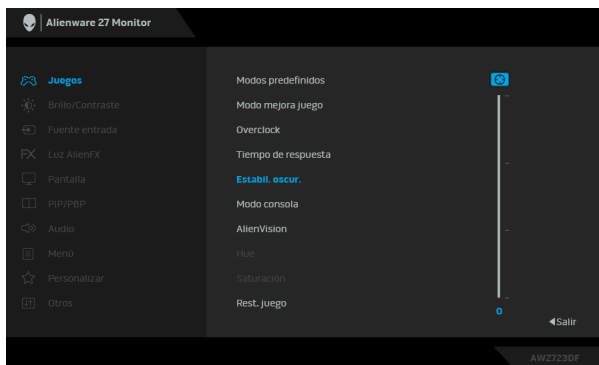 Alienware 27 Monitor
Juegos
Modos predefinidos
Brillo/Contraste
Modo mejora juego
Fuente entrada
Overclock
FX Luz AlienFX
Tiempo de respuesta
Pantalla
Estabil. oscur.
PIP/PBP
Modo consola
Audio
AlienVision
Menú
Hue
Personalizar
Saturación
Otros
Rest. juego
0
Salir
AW2723DF